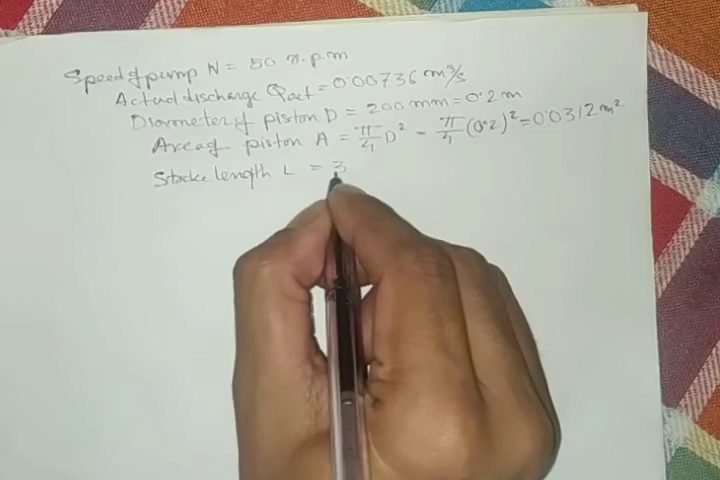 Speed of pump N = 50 r.p.m
Actual discharge Qact = 0.00736 m³/s
Diameter of piston D = 200 mm = 0.2 m
Area of piston A = π/4 D² = π/4 (0.2)² = 0.0312 m²
Stroke length L = 3